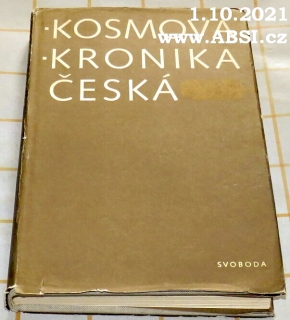 1.10.2021
www.ABSI.cz
·KOSMOVA
·KRONIKA
ČESKÁ
SVOBODA